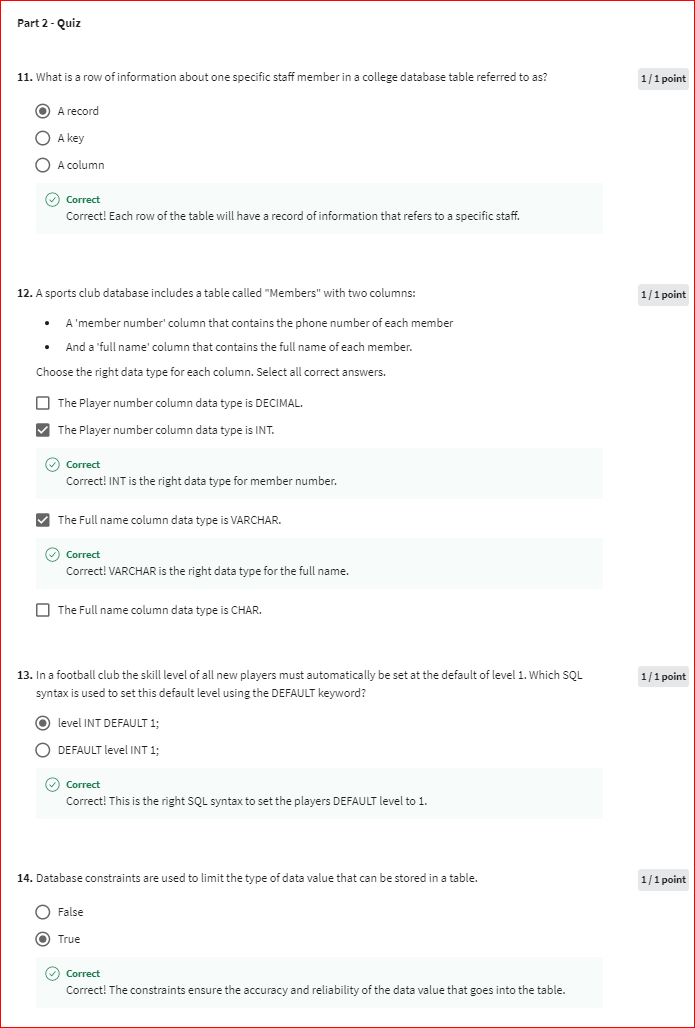 Part 2 - Quiz
11. What is a row of information about one specific staff member in a college database table referred to as?
1 / 1 point
A record
A key
A column
Correct
Correct! Each row of the table will have a record of information that refers to a specific staff.
12. A sports club database includes a table called "Members" with two columns:
1 / 1 point
• A 'member number' column that contains the phone number of each member
• And a 'full name' column that contains the full name of each member.
Choose the right data type for each column. Select all correct answers.
The Player number column data type is DECIMAL.
The Player number column data type is INT.
Correct
Correct! INT is the right data type for member number.
The Full name column data type is VARCHAR.
Correct
Correct! VARCHAR is the right data type for the full name.
The Full name column data type is CHAR.
13. In a football club the skill level of all new players must automatically be set at the default of level 1. Which SQL
syntax is used to set this default level using the DEFAULT keyword?
1 / 1 point
level INT DEFAULT 1;
DEFAULT level INT 1;
Correct
Correct! This is the right SQL syntax to set the players DEFAULT level to 1.
14. Database constraints are used to limit the type of data value that can be stored in a table.
1 / 1 point
False
True
Correct
Correct! The constraints ensure the accuracy and reliability of the data value that goes into the table.